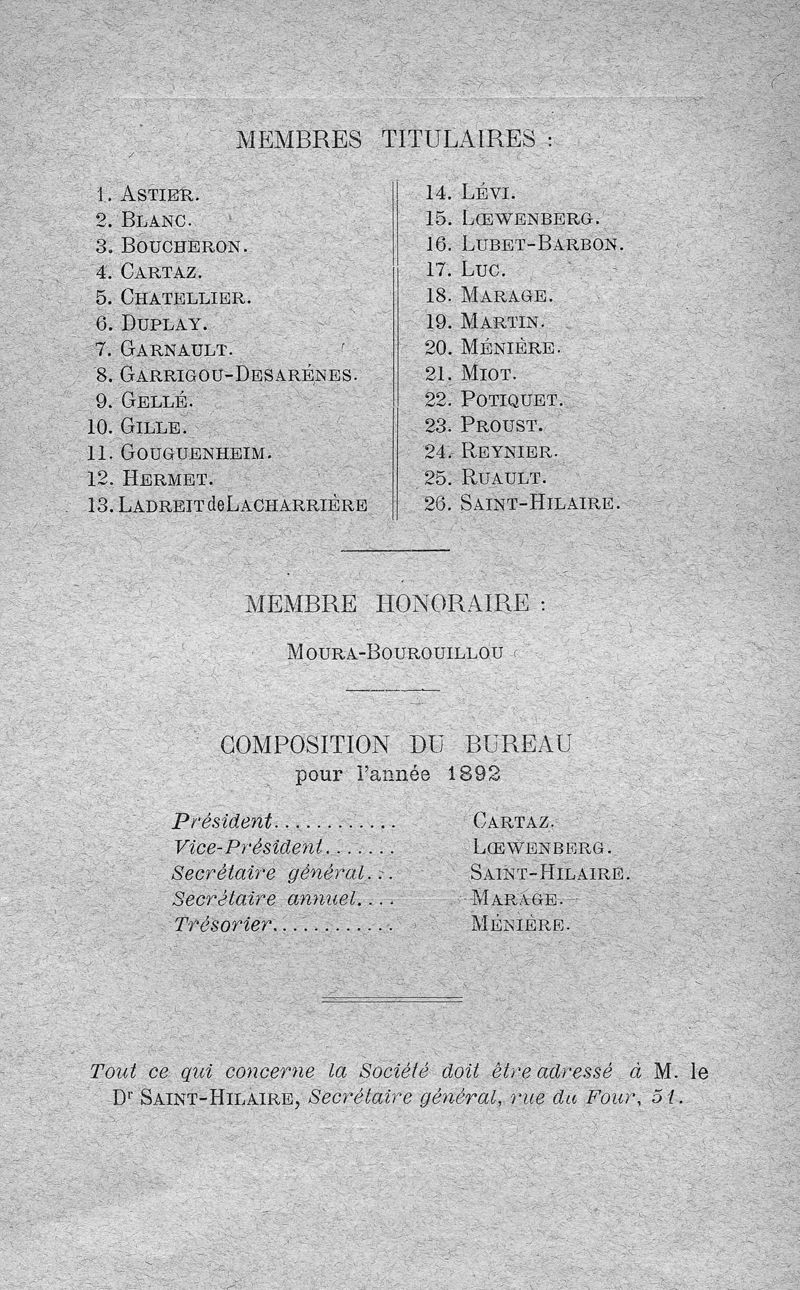 MEMBRES TITULAIRES :
1. ASTIER.
2. BLANC.
3. BOUCHERON.
4. CARTAZ.
5. CHATELLIER.
6. DUPLAY.
7. GARNAULT.
8. GARRIGOU-DESARÉNES.
9. GELLÉ.
10. GILLE.
11. GOUGUENHEIM.
12. HERMET.
13. LADREIT de LACHARRIÈRE
14. LÉVI.
15. LŒWENBERG.
16. LUBET-BARBON.
17. LUC.
18. MARAGE.
19. MARTIN.
20. MÉNIÈRE.
21. MIOT.
22. POTIQUET.
23. PROUST.
24. REYNIER.
25. RUAULT.
26. SAINT-HILAIRE.
MEMBRE HONORAIRE :
MOURA-BOUROUILLOU
COMPOSITION DU BUREAU
pour l'année 1892
Président............ CARTAZ.
Vice-Président....... LŒWENBERG.
Secrétaire général... SAINT-HILAIRE.
Secrétaire annuel.... MARAGE.
Trésorier............ MÉNIÈRE.
Tout ce qui concerne la Société doit être adressé à M. le
Dr SAINT-HILAIRE, Secrétaire général, rue du Four, 51.